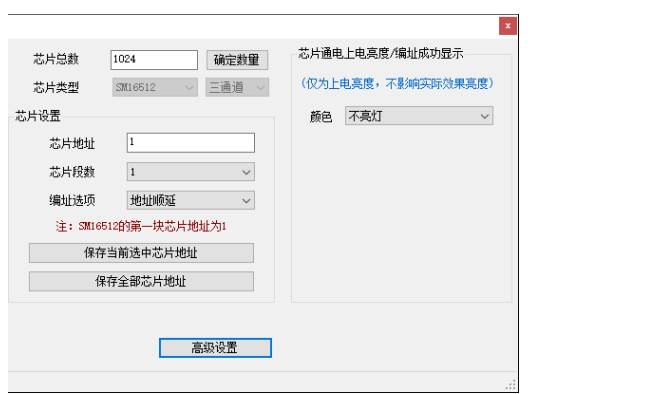 芯片总数 1024 确定数量
芯片类型 SM16512 三通道
芯片设置
芯片地址 1
芯片段数 1
编址选项 地址顺延
注：SM16512的第一块芯片地址为1
保存当前选中芯片地址
保存全部芯片地址
芯片通电上电亮度/编址成功显示
（仅为上电亮度，不影响实际效果亮度）
颜色 不亮灯
高级设置